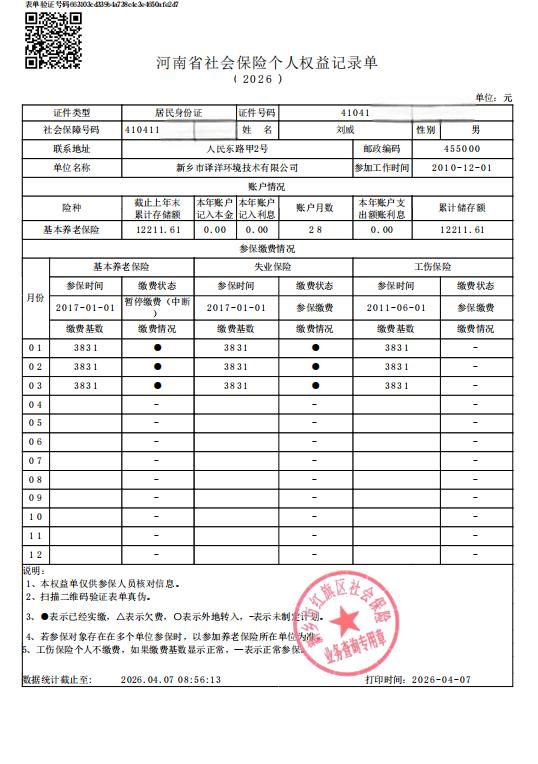 表单验证号码653103cd239b4a738c4c3e4650afa2d7
河南省社会保险个人权益记录单
(2026)
单位：元
证件类型 居民身份证 证件号码 41041
社会保障号码 410411 姓 名 刘威 性别 男
联系地址 人民东路甲2号 邮政编码 455000
单位名称 新乡市译洋环境技术有限公司 参加工作时间 2010-12-01
账户情况
险种 截止上年末累计存储额 本年账户记入本金 本年账户记入利息 账户月数 本年账户支出额账利息 累计储存额
基本养老保险 12211.61 0.00 0.00 28 0.00 12211.61
参保缴费情况
月份 基本养老保险 失业保险 工伤保险
参保时间 缴费状态 参保时间 缴费状态 参保时间 缴费状态
2017-01-01 暂停缴费（中断） 2017-01-01 参保缴费 2011-06-01 参保缴费
缴费基数 缴费情况 缴费基数 缴费情况 缴费基数 缴费情况
01 3831 ● 3831 ● 3831 -
02 3831 ● 3831 ● 3831 -
03 3831 ● 3831 ● 3831 -
04 - - -
05 - - -
06 - - -
07 - - -
08 - - -
09 - - -
10 - - -
11 - - -
12 - - -
说明：
1、本权益单仅供参保人员核对信息。
2、扫描二维码验证表单真伪。
3、●表示已经实缴，△表示欠费，○表示外地转入，-表示未制定计划。
4、若参保对象存在在多个单位参保时，以参加养老保险所在单位为准。
5、工伤保险个人不缴费，如果缴费基数显示正常，一表示正常参保。
新乡市红旗区社会保险
业务查询专用章
数据统计截止至： 2026.04.07 08:56:13 打印时间：2026-04-07